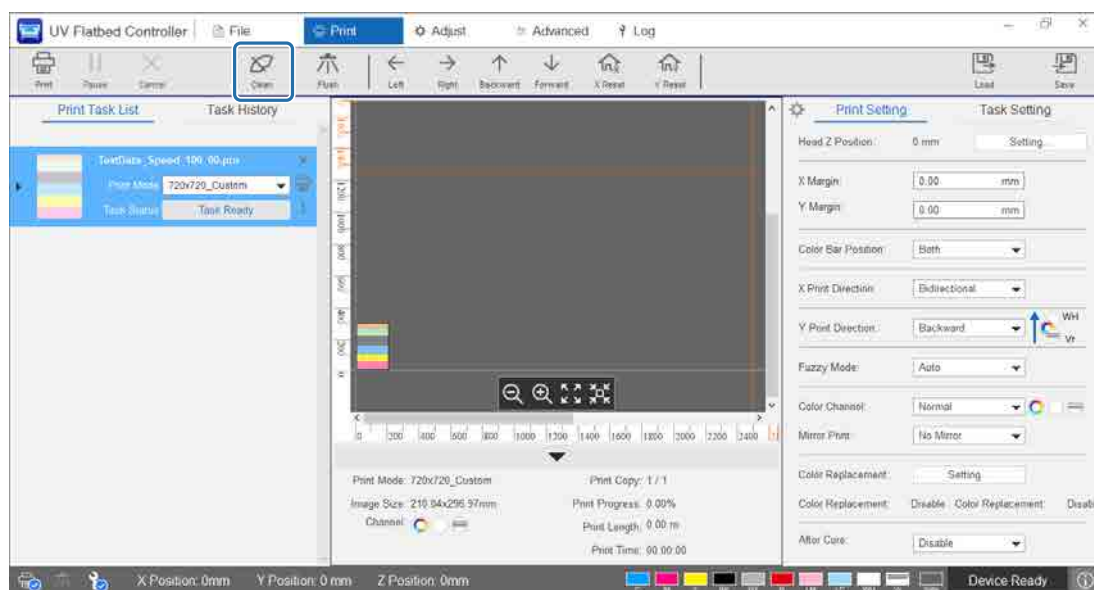 UV Flatbed Controller File Print Adjust Advanced Log
Print Pause Cancel Clean Flush Left Right Backward Forward X Reset Y Reset Load Save
Print Task List Task History
TestData_Speed_100_00.prn
Print Mode 720x720_Custom
Task Status Task Ready
0 200 400 600 800 1000 1200 1400 1600 1800 2000 2200 2400
Print Mode: 720x720_Custom Print Copy: 1 / 1
Image Size: 210.04x296.97mm Print Progress: 0.00%
Channel: Print Length: 0.00 m
Print Time: 00:00:00
Print Setting Task Setting
Head Z Position: 0 mm Setting
X Margin: 0.00 mm
Y Margin: 0.00 mm
Color Bar Position: Both
X Print Direction: Bidirectional
Y Print Direction: Backward WH Vr
Fuzzy Mode: Auto
Color Channel: Normal
Mirror Print: No Mirror
Color Replacement: Setting
Color Replacement: Disable Color Replacement: Disab
After Cure: Disable
X Position: 0mm Y Position: 0 mm Z Position: 0mm Device Ready